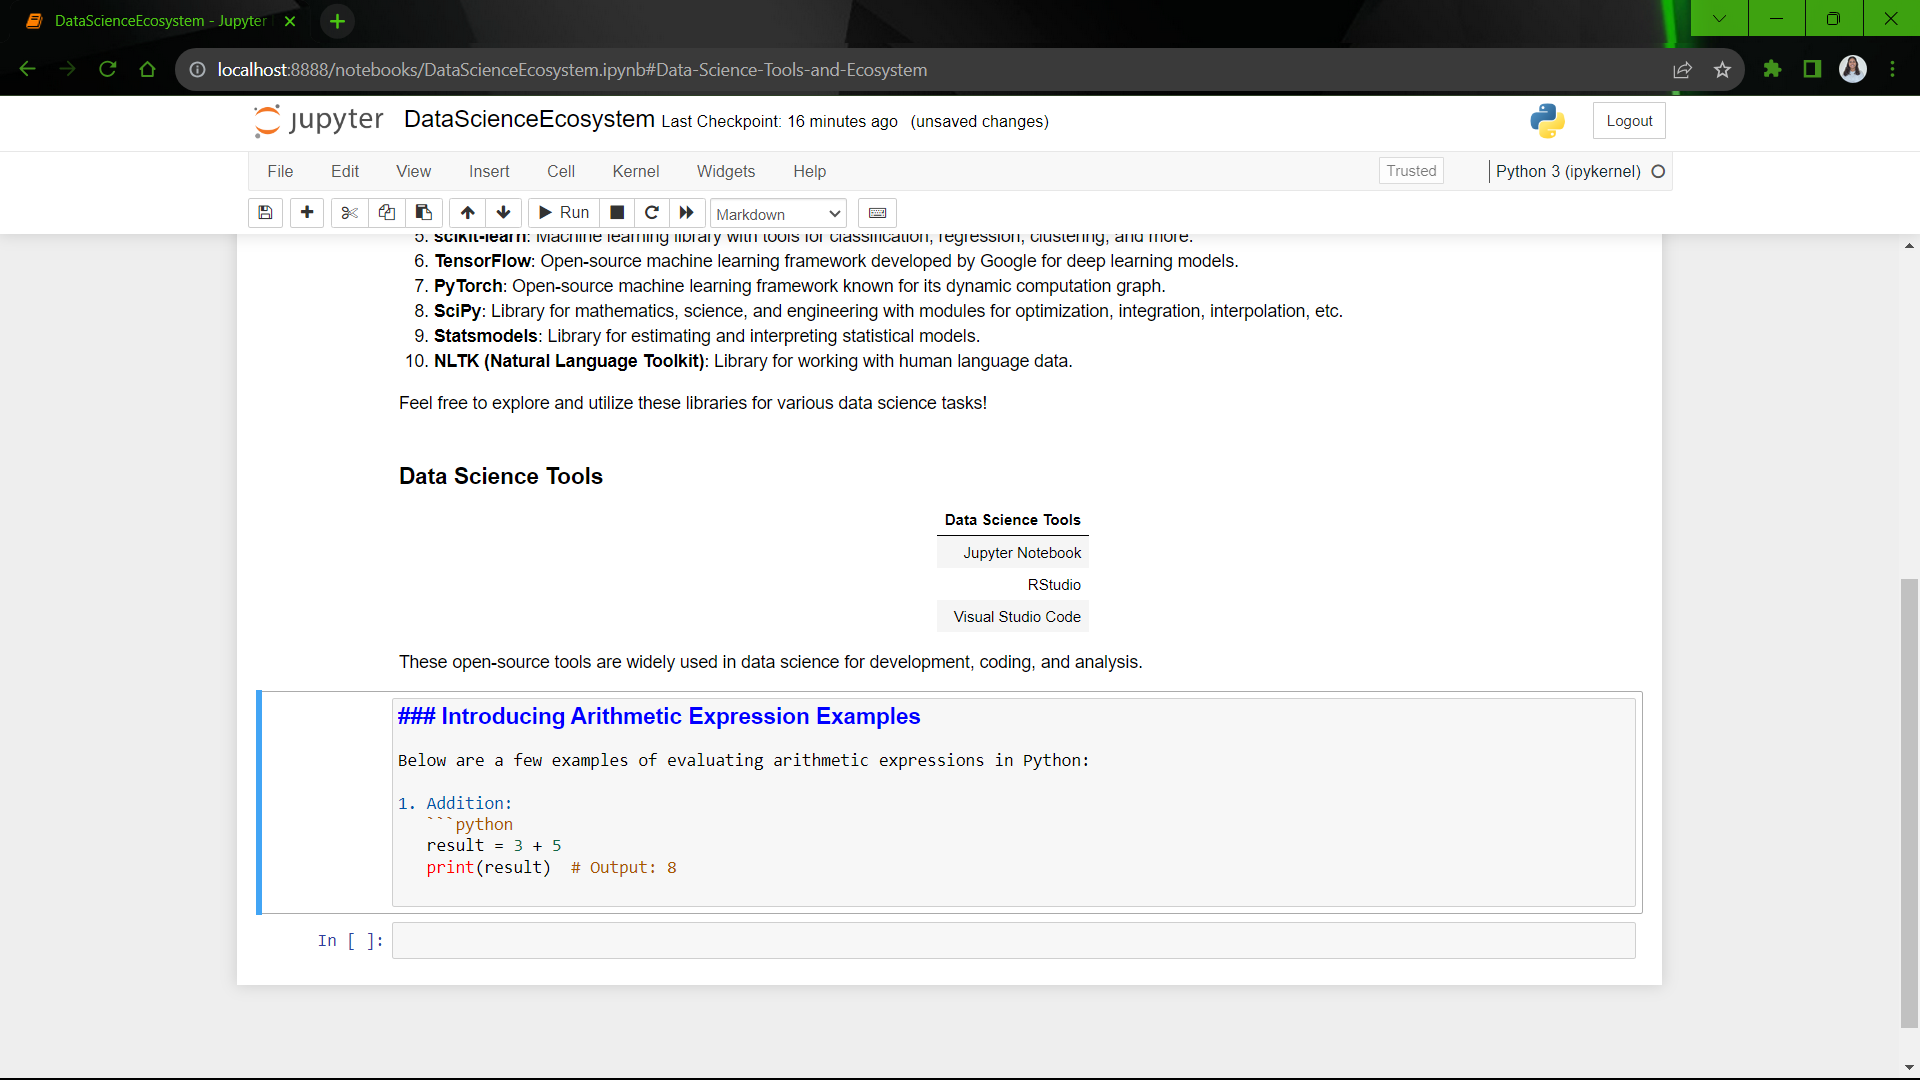 DataScienceEcosystem - Jupyter
localhost:8888/notebooks/DataScienceEcosystem.ipynb#Data-Science-Tools-and-Ecosystem
jupyter DataScienceEcosystem Last Checkpoint: 16 minutes ago (unsaved changes) Logout
File Edit View Insert Cell Kernel Widgets Help Trusted Python 3 (ipykernel)
Run Markdown
5. scikit-learn: Machine learning library with tools for classification, regression, clustering, and more.
6. TensorFlow: Open-source machine learning framework developed by Google for deep learning models.
7. PyTorch: Open-source machine learning framework known for its dynamic computation graph.
8. SciPy: Library for mathematics, science, and engineering with modules for optimization, integration, interpolation, etc.
9. Statsmodels: Library for estimating and interpreting statistical models.
10. NLTK (Natural Language Toolkit): Library for working with human language data.
Feel free to explore and utilize these libraries for various data science tasks!
Data Science Tools
Data Science Tools
Jupyter Notebook
RStudio
Visual Studio Code
These open-source tools are widely used in data science for development, coding, and analysis.
### Introducing Arithmetic Expression Examples
Below are a few examples of evaluating arithmetic expressions in Python:
1. Addition:
```python
result = 3 + 5
print(result)  # Output: 8
In [ ]: